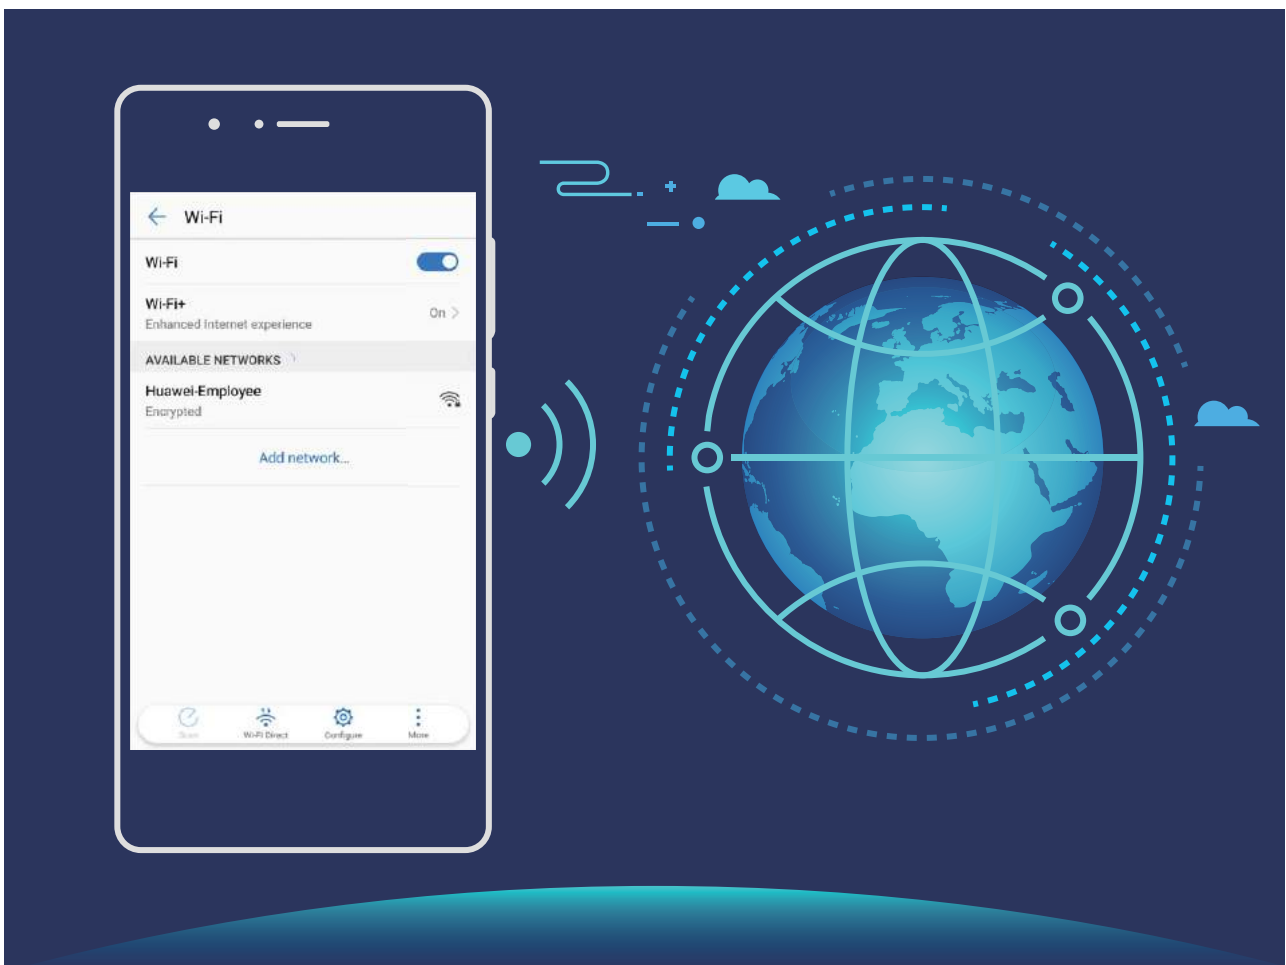 Wi-Fi
Wi-Fi
Wi-Fi+
On
Enhanced Internet experience
AVAILABLE NETWORKS
Huawei-Employee
Encrypted
Add network...
Scan Wi-Fi Direct Configure More